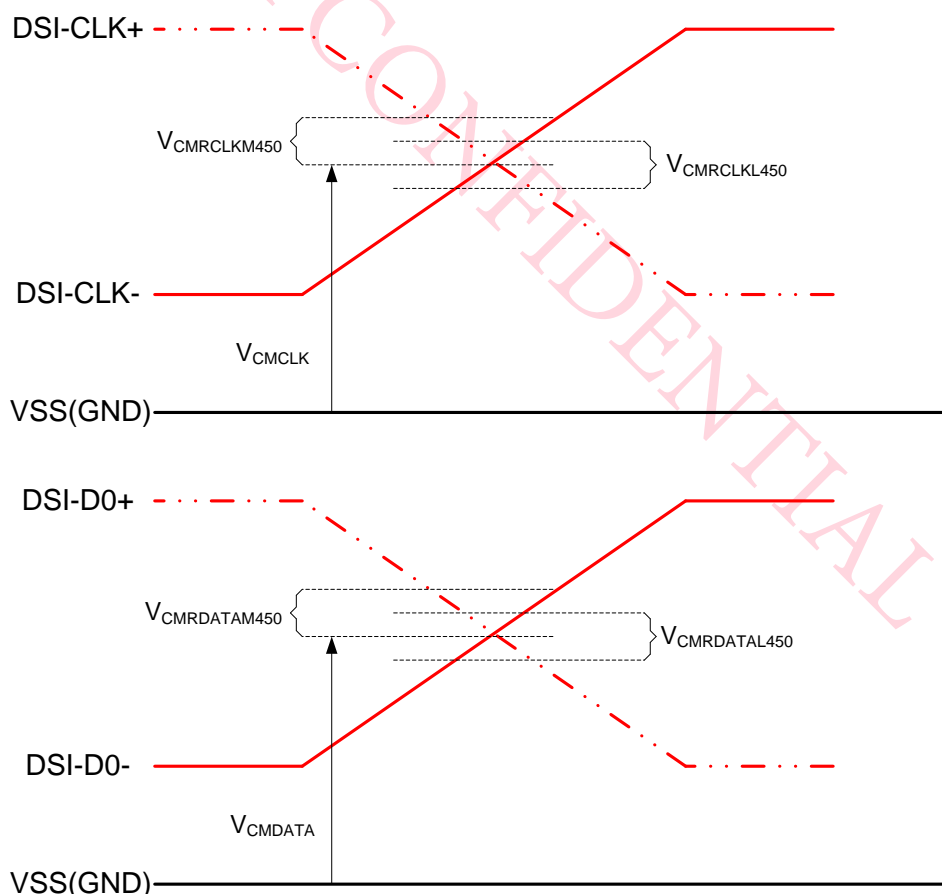 DSI-CLK+
CONFIDENTIAL
VCMRCLKM450
VCMRCLKL450
DSI-CLK-
VCMCLK
VSS(GND)
DSI-D0+
VCMRDATAM450
VCMRDATAL450
DSI-D0-
VCMDATA
VSS(GND)